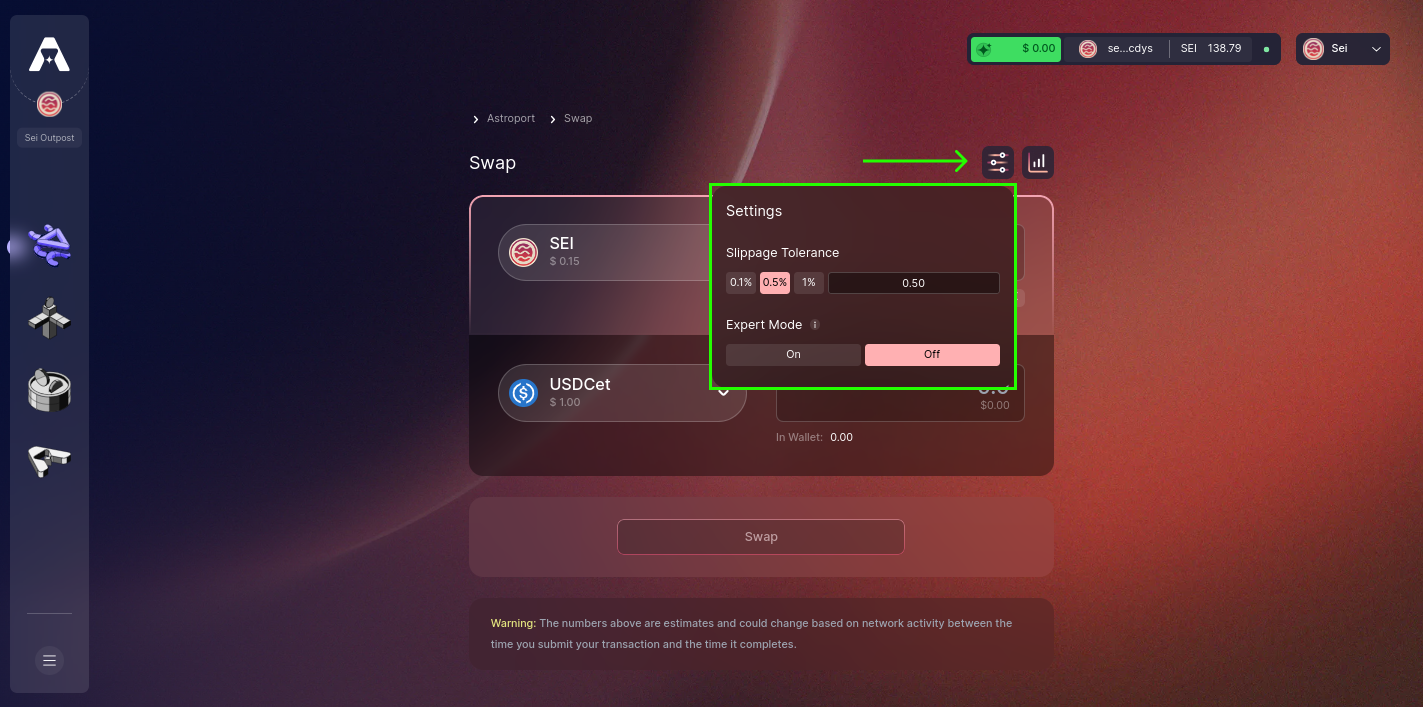 $ 0.00 se...cdys SEI 138.79
Sei
Sei Outpost
Astroport Swap
Swap
Settings
SEI
$ 0.15
Slippage Tolerance
0.1% 0.5% 1% 0.50
Expert Mode i
On Off
USDCet
$ 1.00
$0.00
In Wallet: 0.00
Swap
Warning: The numbers above are estimates and could change based on network activity between the
time you submit your transaction and the time it completes.